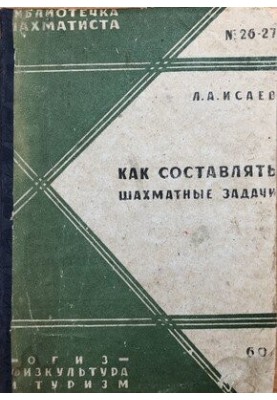 БИБЛИОТЕЧКА
ШАХМАТИСТА
№ 26-27
Л.А.ИСАЕВ
КАК СОСТАВЛЯТЬ
ШАХМАТНЫЕ ЗАДАЧИ
— ОГИЗ —
ФИЗКУЛЬТУРА
И ТУРИЗМ
60